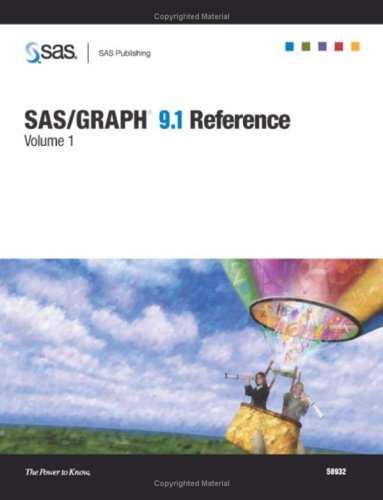 sas.
SAS Publishing
SAS/GRAPH® 9.1 Reference
Volume 1
The Power to Know.
58932
Copyrighted Material
Copyrighted Material